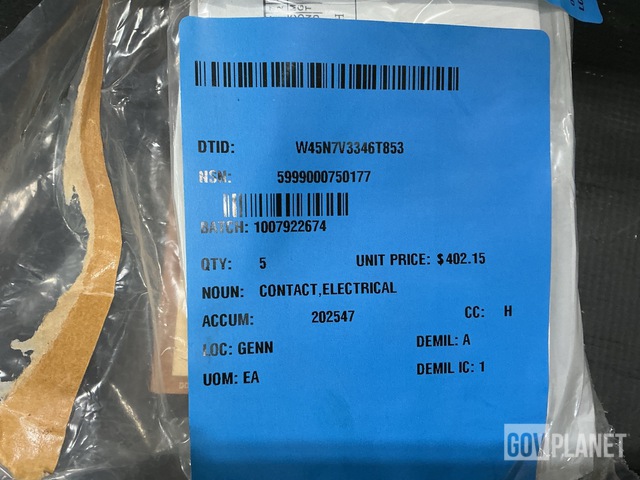 DTID: W45N7V3346T853
NSN: 5999000750177
BATCH: 1007922674
QTY: 5 UNIT PRICE: $402.15
NOUN: CONTACT,ELECTRICAL
ACCUM: 202547 CC: H
LOC: GENN DEMIL: A
UOM: EA DEMIL IC: 1
GOVPLANET